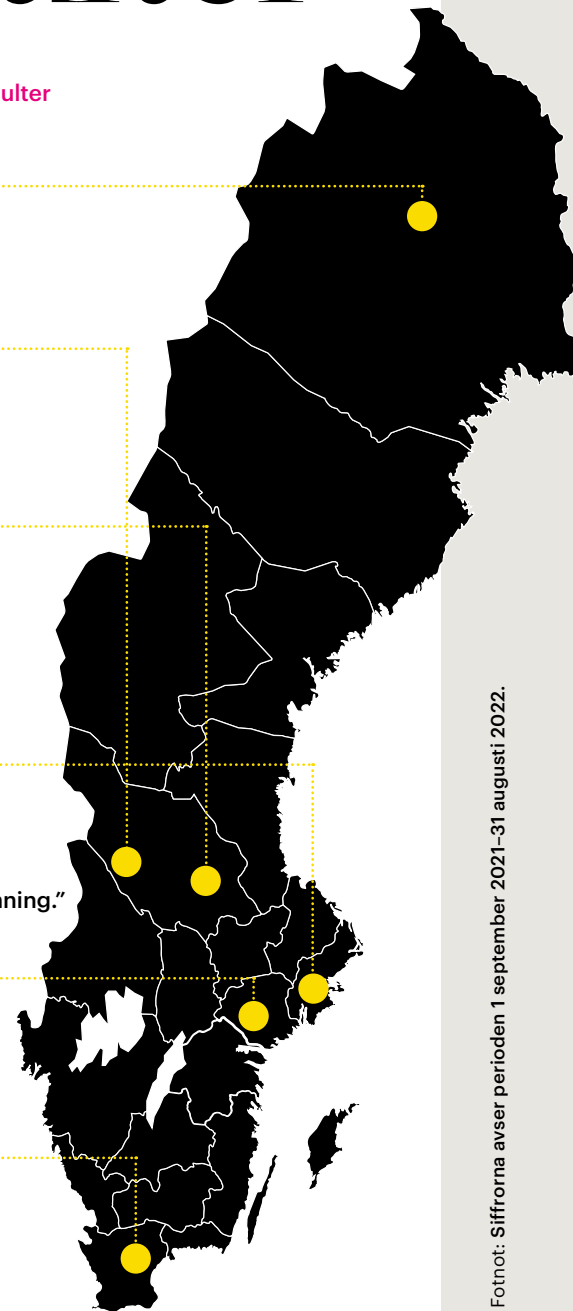 ulter
ning.”
Fotnot: Siffrorna avser perioden 1 september 2021–31 augusti 2022.